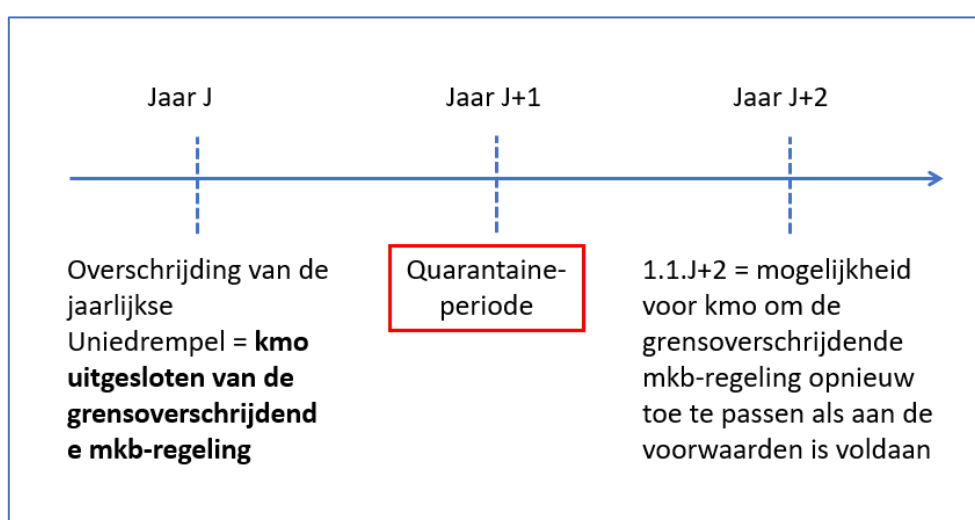 Jaar J
Jaar J+1
Jaar J+2
Overschrijding van de
jaarlijkse
Uniedrempel = kmo
uitgesloten van de
grensoverschrijdend
e mkb-regeling
Quarantaine-
periode
1.1.J+2 = mogelijkheid
voor kmo om de
grensoverschrijdende
mkb-regeling opnieuw
toe te passen als aan de
voorwaarden is voldaan